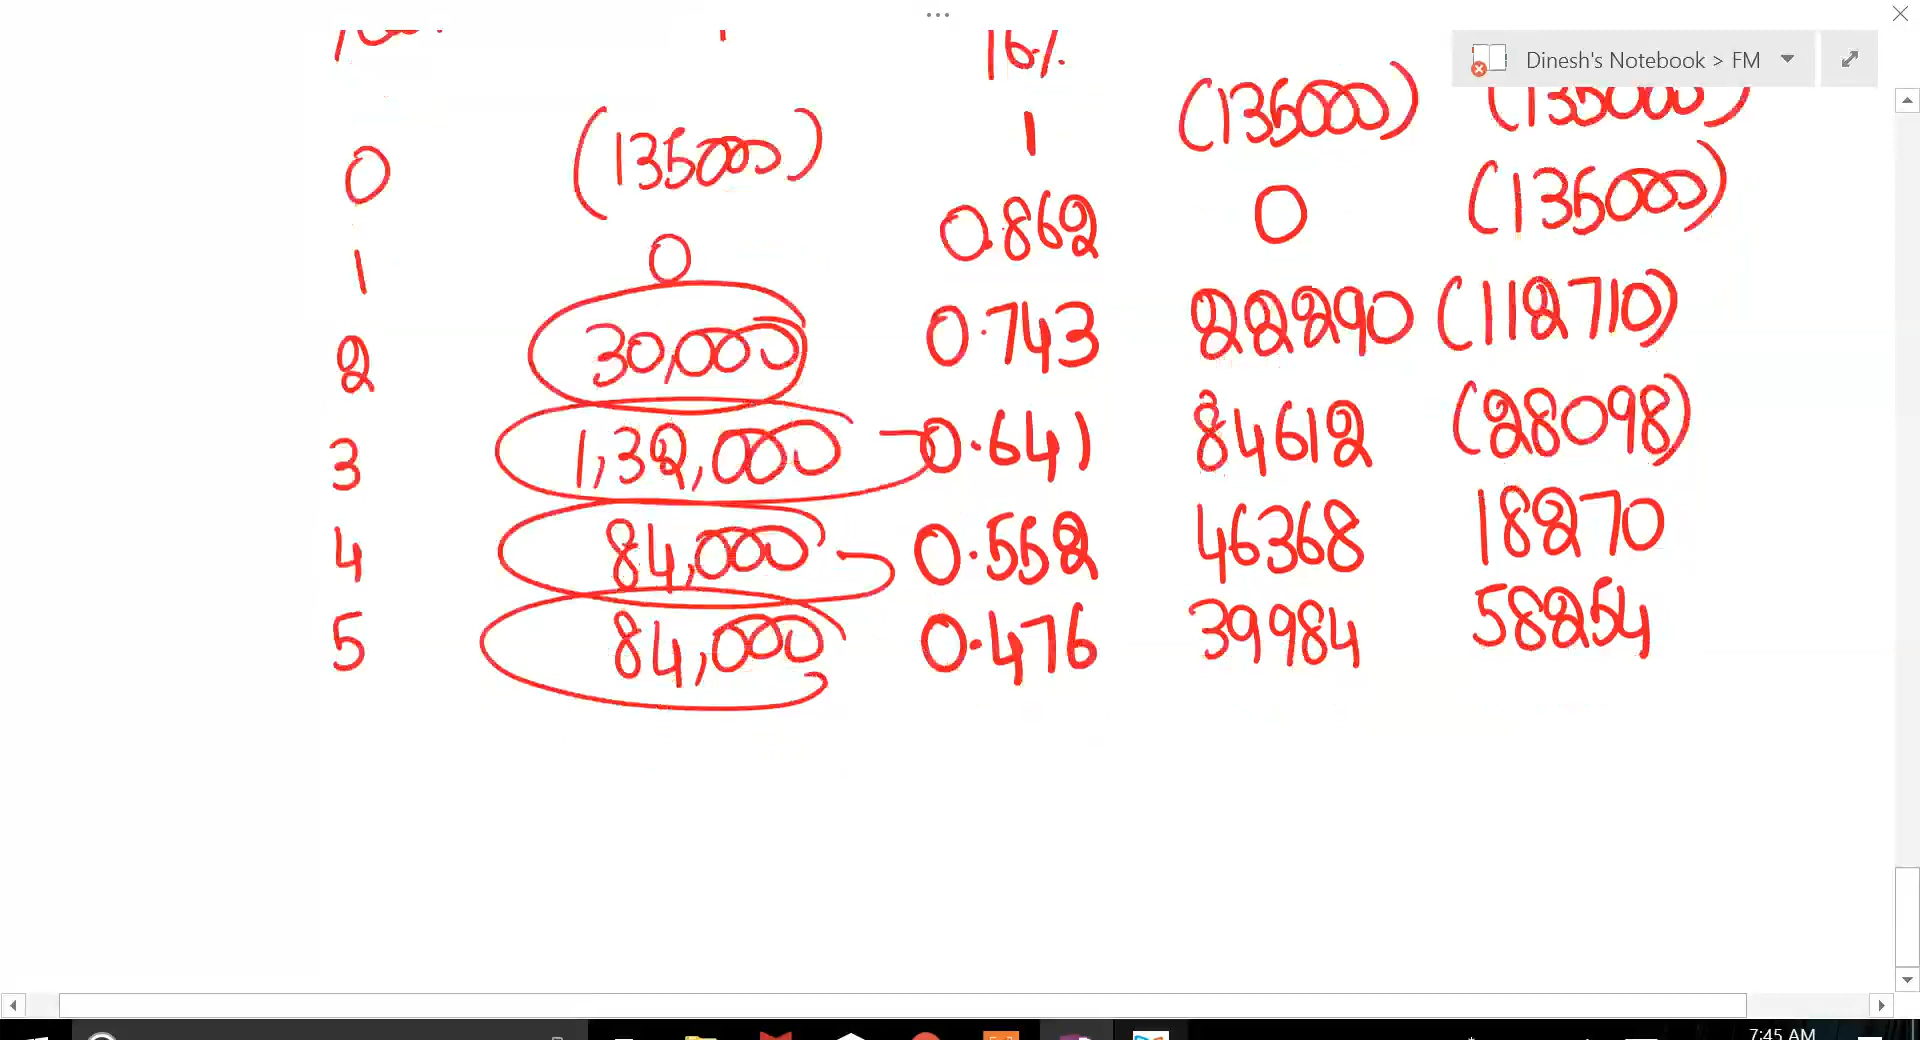 16%
Dinesh's Notebook > FM
0 (135000) 1 (135000) (135000)
1 0 0.862 0 (135000)
2 30,000 0.743 22290 (112710)
3 1,32,000 0.641 84612 (28098)
4 84,000 0.552 46368 18270
5 84,000 0.476 39984 58254
7:45 AM